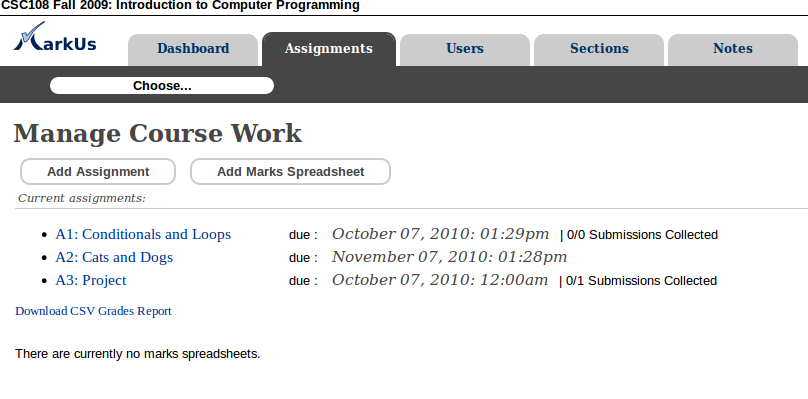 CSC108 Fall 2009: Introduction to Computer Programming
MarkUs Dashboard Assignments Users Sections Notes
Choose...
Manage Course Work
Add Assignment Add Marks Spreadsheet
Current assignments:
• A1: Conditionals and Loops due : October 07, 2010: 01:29pm | 0/0 Submissions Collected
• A2: Cats and Dogs due : November 07, 2010: 01:28pm
• A3: Project due : October 07, 2010: 12:00am | 0/1 Submissions Collected
Download CSV Grades Report
There are currently no marks spreadsheets.